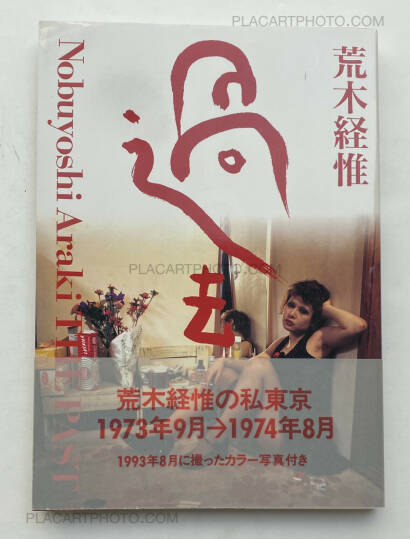 PLACARTPHOTO.COM
荒木経惟
過去
Nobuyoshi Araki THE PAST
PLACARTPHOTO.COM
荒木経惟の私東京
1973年9月→1974年8月
1993年8月に撮ったカラー写真付き
PLACARTPHOTO.COM